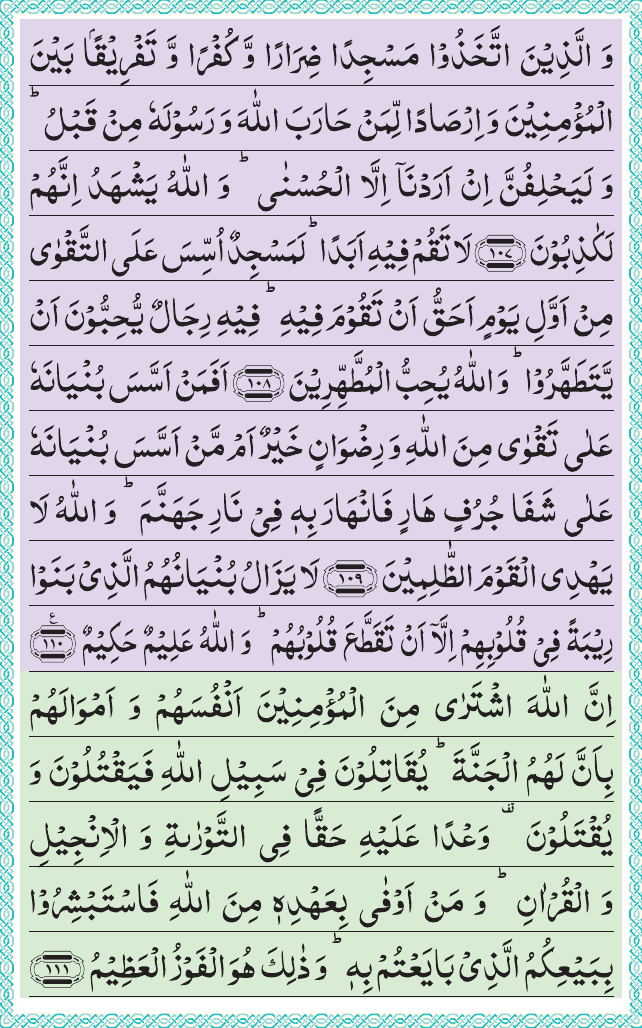 وَ الَّذِیۡنَ اتَّخَذُوۡا مَسۡجِدًا ضِرَارًا وَّ کُفۡرًا وَّ تَفۡرِیۡقًۢا بَیۡنَ
الۡمُؤۡمِنِیۡنَ وَ اِرۡصَادًا لِّمَنۡ حَارَبَ اللّٰہَ وَ رَسُوۡلَہٗ مِنۡ قَبۡلُ ؕ
وَ لَیَحۡلِفُنَّ اِنۡ اَرَدۡنَاۤ اِلَّا الۡحُسۡنٰی ؕ وَ اللّٰہُ یَشۡہَدُ اِنَّہُمۡ
لَکٰذِبُوۡنَ ﴿۱۰۷﴾ لَا تَقُمۡ فِیۡہِ اَبَدًا ؕ لَمَسۡجِدٌ اُسِّسَ عَلَی التَّقۡوٰی
مِنۡ اَوَّلِ یَوۡمٍ اَحَقُّ اَنۡ تَقُوۡمَ فِیۡہِ ؕ فِیۡہِ رِجَالٌ یُّحِبُّوۡنَ اَنۡ
یَّتَطَہَّرُوۡا ؕ وَ اللّٰہُ یُحِبُّ الۡمُطَّہِّرِیۡنَ ﴿۱۰۸﴾ اَفَمَنۡ اَسَّسَ بُنۡیَانَہٗ
عَلٰی تَقۡوٰی مِنَ اللّٰہِ وَ رِضۡوَانٍ خَیۡرٌ اَمۡ مَّنۡ اَسَّسَ بُنۡیَانَہٗ
عَلٰی شَفَا جُرُفٍ ہَارٍ فَانۡہَارَ بِہٖ فِیۡ نَارِ جَہَنَّمَ ؕ وَ اللّٰہُ لَا
یَہۡدِی الۡقَوۡمَ الظّٰلِمِیۡنَ ﴿۱۰۹﴾ لَا یَزَالُ بُنۡیَانُہُمُ الَّذِیۡ بَنَوۡا
رِیۡبَۃً فِیۡ قُلُوۡبِہِمۡ اِلَّاۤ اَنۡ تَقَطَّعَ قُلُوۡبُہُمۡ ؕ وَ اللّٰہُ عَلِیۡمٌ حَکِیۡمٌ ﴿۱۱۰﴾ ع
اِنَّ اللّٰہَ اشۡتَرٰی مِنَ الۡمُؤۡمِنِیۡنَ اَنۡفُسَہُمۡ وَ اَمۡوَالَہُمۡ
بِاَنَّ لَہُمُ الۡجَنَّۃَ ؕ یُقَاتِلُوۡنَ فِیۡ سَبِیۡلِ اللّٰہِ فَیَقۡتُلُوۡنَ وَ
یُقۡتَلُوۡنَ ۟ وَعۡدًا عَلَیۡہِ حَقًّا فِی التَّوۡرٰىۃِ وَ الۡاِنۡجِیۡلِ
وَ الۡقُرۡاٰنِ ؕ وَ مَنۡ اَوۡفٰی بِعَہۡدِہٖ مِنَ اللّٰہِ فَاسۡتَبۡشِرُوۡا
بِبَیۡعِکُمُ الَّذِیۡ بَایَعۡتُمۡ بِہٖ ؕ وَ ذٰلِکَ ہُوَ الۡفَوۡزُ الۡعَظِیۡمُ ﴿۱۱۱﴾